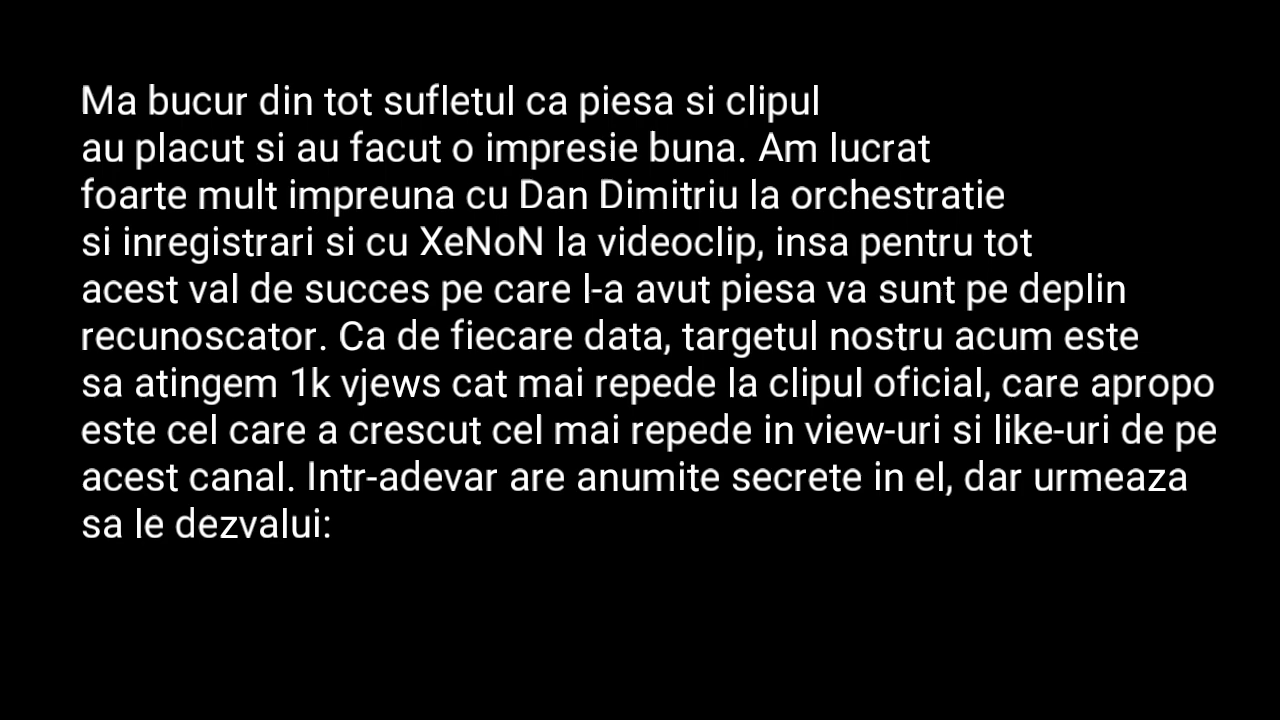 Ma bucur din tot sufletul ca piesa si clipul
au placut si au facut o impresie buna. Am lucrat
foarte mult impreuna cu Dan Dimitriu la orchestratie
si inregistrari si cu XeNoN la videoclip, insa pentru tot
acest val de succes pe care l-a avut piesa va sunt pe deplin
recunoscator. Ca de fiecare data, targetul nostru acum este
sa atingem 1k vjews cat mai repede la clipul oficial, care apropo
este cel care a crescut cel mai repede in view-uri si like-uri de pe
acest canal. Intr-adevar are anumite secrete in el, dar urmeaza
sa le dezvalui: